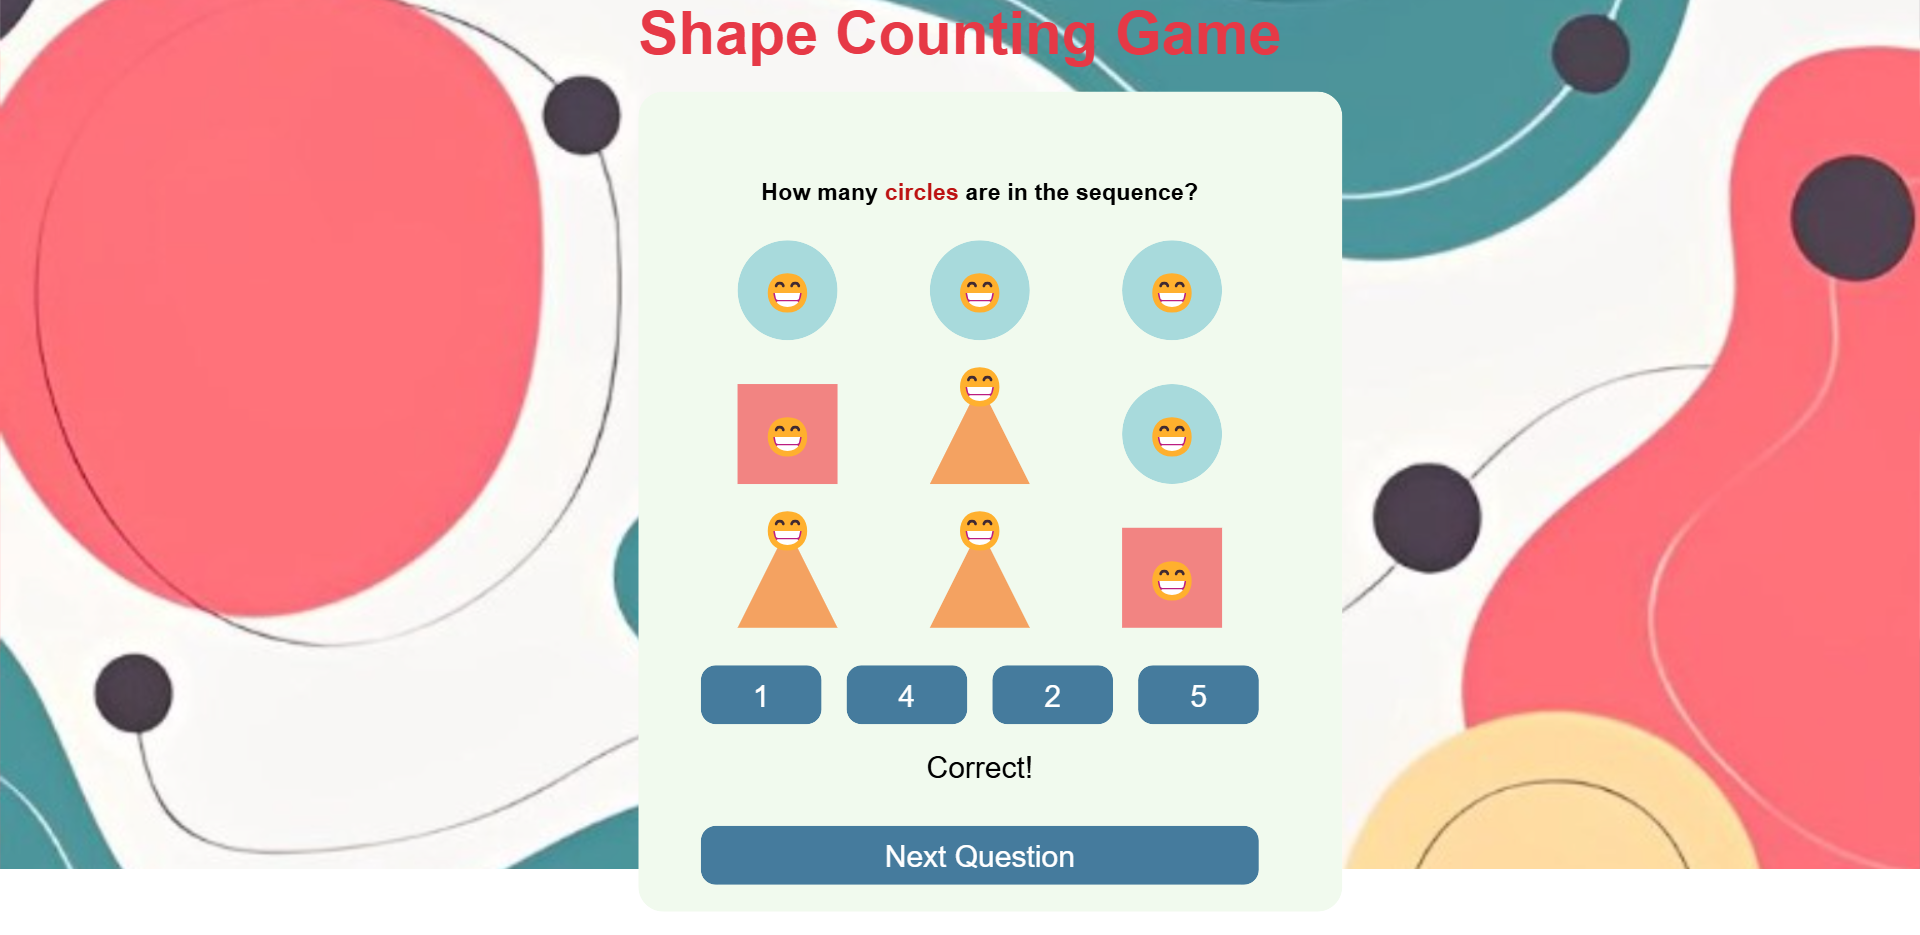 Shape Counting Game
How many circles are in the sequence?
1 4 2 5
Correct!
Next Question